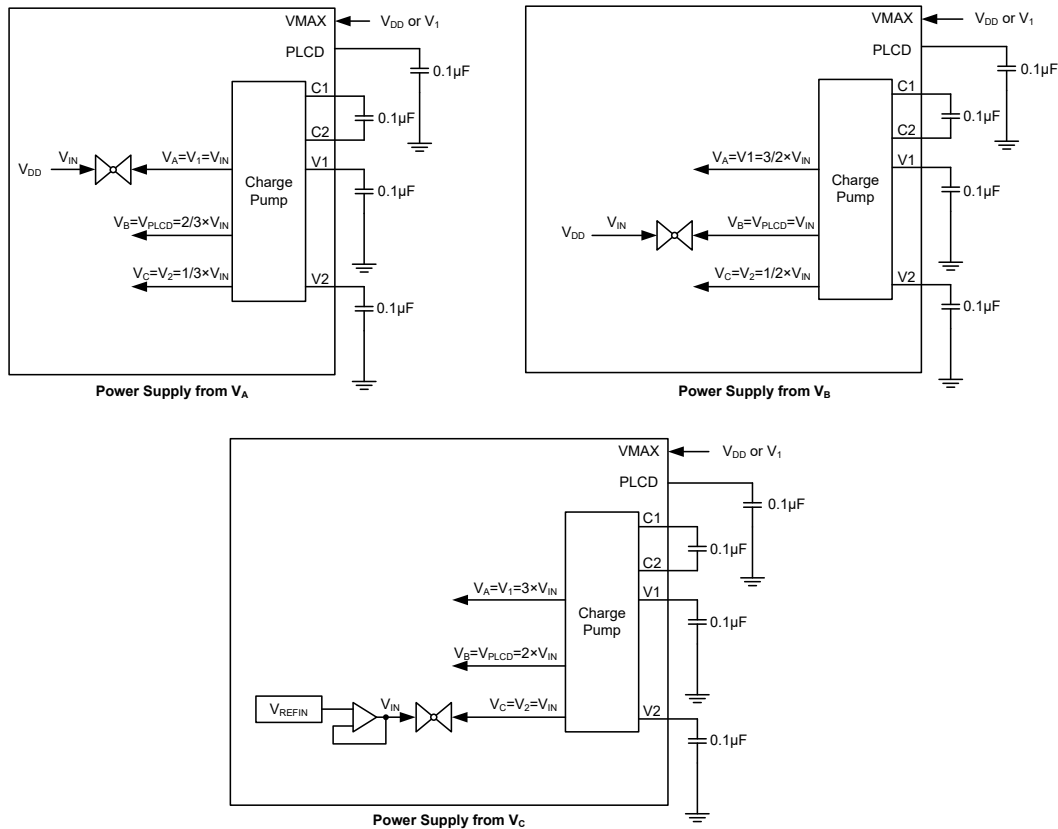 VMAX
V_DD or V_1
PLCD
0.1µF
C1
0.1µF
C2
V_DD
V_IN
V_A=V_1=V_IN
V1
Charge
Pump
0.1µF
V_B=V_PLCD=2/3×V_IN
V_C=V_2=1/3×V_IN
V2
0.1µF
Power Supply from V_A
VMAX
V_DD or V_1
PLCD
0.1µF
C1
0.1µF
C2
V_A=V1=3/2×V_IN
V1
Charge
Pump
0.1µF
V_DD
V_IN
V_B=V_PLCD=V_IN
V_C=V_2=1/2×V_IN
V2
0.1µF
Power Supply from V_B
VMAX
V_DD or V_1
PLCD
0.1µF
C1
0.1µF
C2
V_A=V_1=3×V_IN
V1
Charge
Pump
0.1µF
V_B=V_PLCD=2×V_IN
V_REFIN
V_IN
V_C=V_2=V_IN
V2
0.1µF
Power Supply from V_C